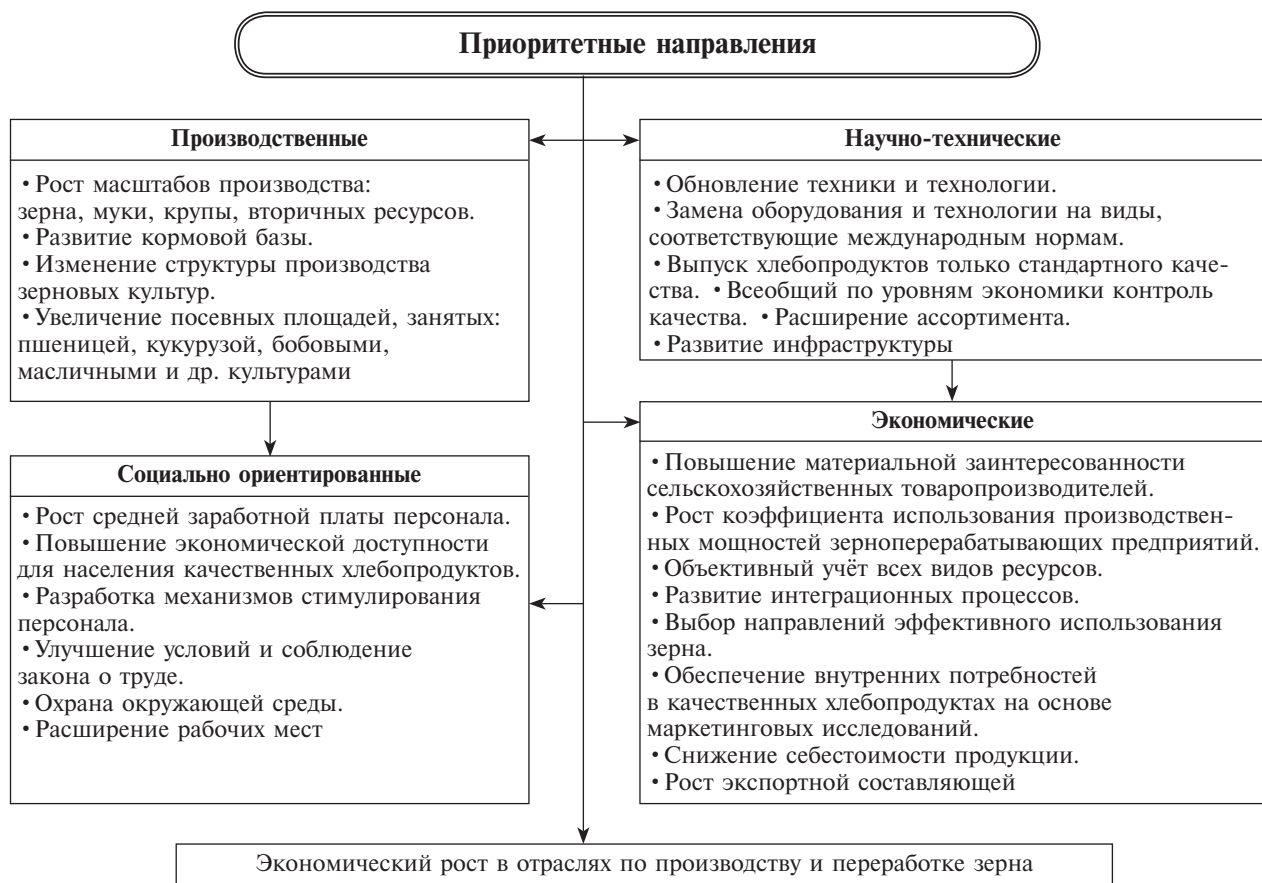 Приоритетные направления
Производственные
• Рост масштабов производства:
зерна, муки, крупы, вторичных ресурсов.
• Развитие кормовой базы.
• Изменение структуры производства
зерновых культур.
• Увеличение посевных площадей, занятых:
пшеницей, кукурузой, бобовыми,
масличными и др. культурами
Научно-технические
• Обновление техники и технологии.
• Замена оборудования и технологии на виды,
соответствующие международным нормам.
• Выпуск хлебопродуктов только стандартного каче-
ства. • Всеобщий по уровням экономики контроль
качества. • Расширение ассортимента.
• Развитие инфраструктуры
Социально ориентированные
• Рост средней заработной платы персонала.
• Повышение экономической доступности
для населения качественных хлебопродуктов.
• Разработка механизмов стимулирования
персонала.
• Улучшение условий и соблюдение
закона о труде.
• Охрана окружающей среды.
• Расширение рабочих мест
Экономические
• Повышение материальной заинтересованности
сельскохозяйственных товаропроизводителей.
• Рост коэффициента использования производствен-
ных мощностей зерноперерабатывающих предприятий.
• Объективный учёт всех видов ресурсов.
• Развитие интеграционных процессов.
• Выбор направлений эффективного использования
зерна.
• Обеспечение внутренних потребностей
в качественных хлебопродуктах на основе
маркетинговых исследований.
• Снижение себестоимости продукции.
• Рост экспортной составляющей
Экономический рост в отраслях по производству и переработке зерна